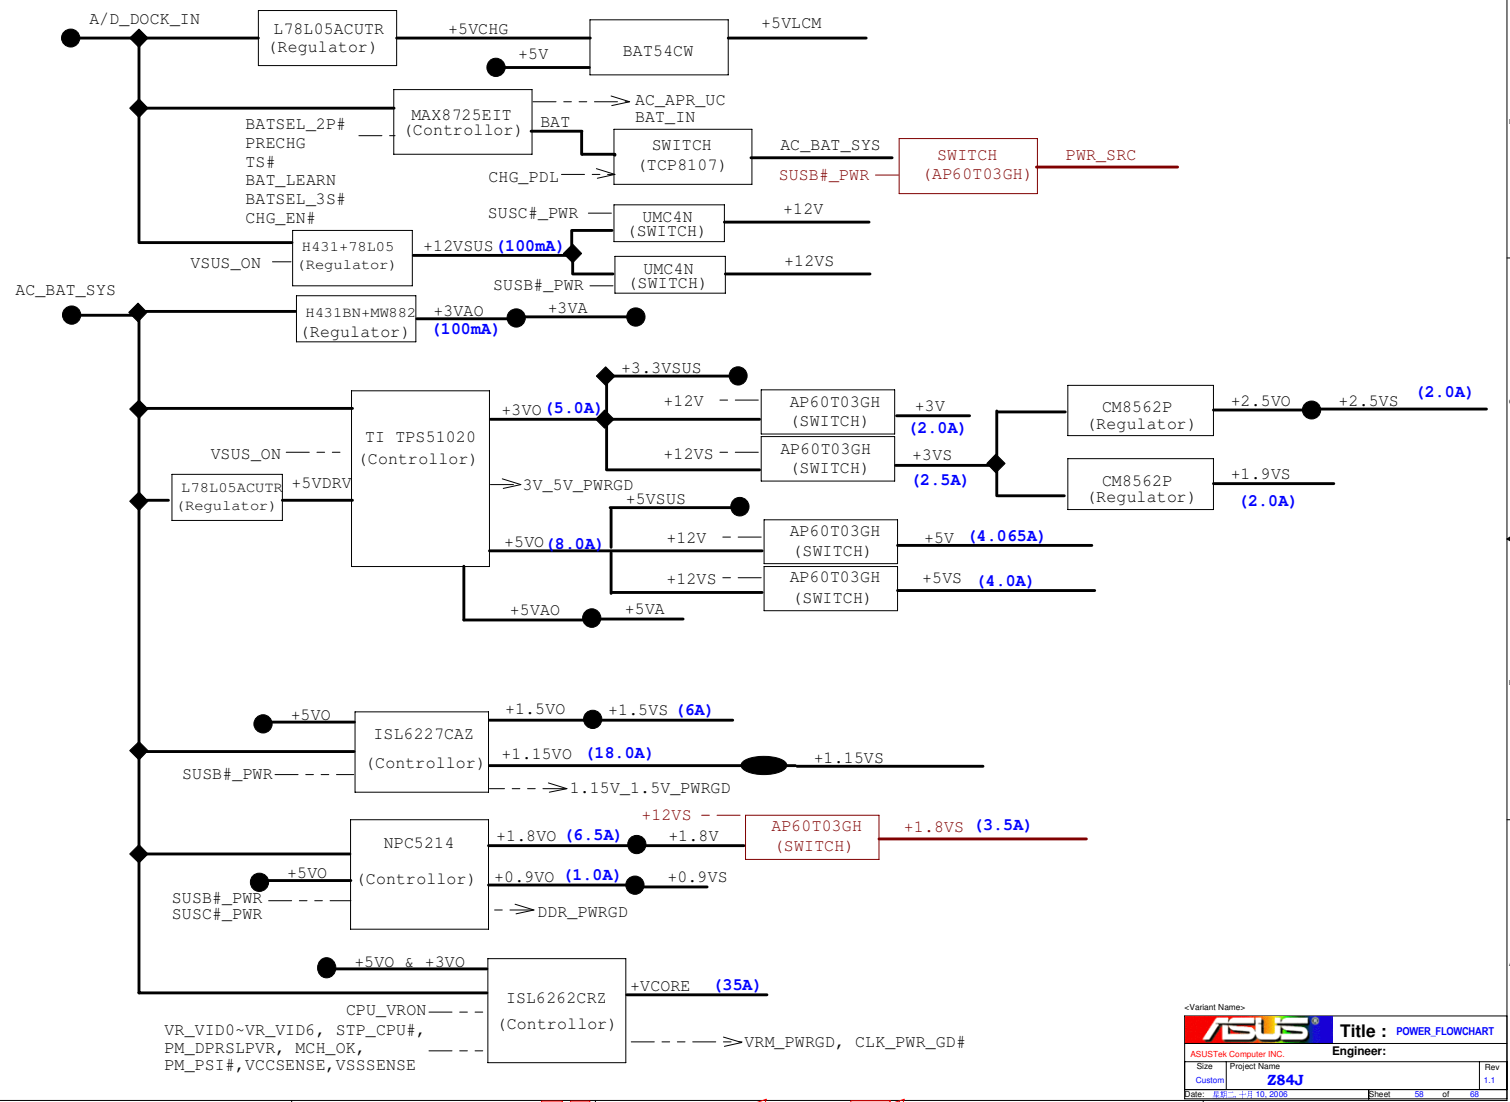 A/D_DOCK_IN
L78L05ACUTR
(Regulator)
+5VCHG
+5V
BAT54CW
+5VLCM
MAX8725EIT
(Controllor)
AC_APR_UC
BAT_IN
BATSEL_2P#
PRECHG
TS#
BAT_LEARN
BATSEL_3S#
CHG_EN#
BAT
CHG_PDL
SWITCH
(TCP8107)
AC_BAT_SYS
SUSB#_PWR
SWITCH
(AP60T03GH)
PWR_SRC
SUSC#_PWR
UMC4N
(SWITCH)
+12V
H431+78L05
(Regulator)
VSUS_ON
+12VSUS (100mA)
UMC4N
(SWITCH)
+12VS
SUSB#_PWR
AC_BAT_SYS
H431BN+MW882
(Regulator)
+3VAO
(100mA)
+3VA
+3.3VSUS
TI TPS51020
(Controllor)
+3VO (5.0A)
+12V
AP60T03GH
(SWITCH)
+3V
(2.0A)
CM8562P
(Regulator)
+2.5VO
+2.5VS (2.0A)
VSUS_ON
+12VS
AP60T03GH
(SWITCH)
+3VS
(2.5A)
CM8562P
(Regulator)
+1.9VS
(2.0A)
L78L05ACUTR
(Regulator)
+5VDRV
3V_5V_PWRGD
+5VSUS
+5VO (8.0A)
+12V
AP60T03GH
(SWITCH)
+5V (4.065A)
+12VS
AP60T03GH
(SWITCH)
+5VS (4.0A)
+5VAO
+5VA
+5VO
ISL6227CAZ
(Controllor)
+1.5VO
+1.5VS (6A)
+1.15VO (18.0A)
+1.15VS
SUSB#_PWR
1.15V_1.5V_PWRGD
NPC5214
(Controllor)
+1.8VO (6.5A)
+1.8V
+12VS
AP60T03GH
(SWITCH)
+1.8VS (3.5A)
+5VO
+0.9VO (1.0A)
+0.9VS
SUSB#_PWR
SUSC#_PWR
DDR_PWRGD
+5VO & +3VO
ISL6262CRZ
(Controllor)
+VCORE (35A)
CPU_VRON
VR_VID0~VR_VID6, STP_CPU#,
PM_DPRSLPVR, MCH_OK,
PM_PSI#,VCCSENSE,VSSSENSE
VRM_PWRGD, CLK_PWR_GD#
<Variant Name>
ASUS
Title : POWER_FLOWCHART
ASUSTek Computer INC.
Engineer:
Size
Project Name
Rev
Custom
Z84J
1.1
Date: 星期二, 十月 10, 2006
Sheet 58 of 68